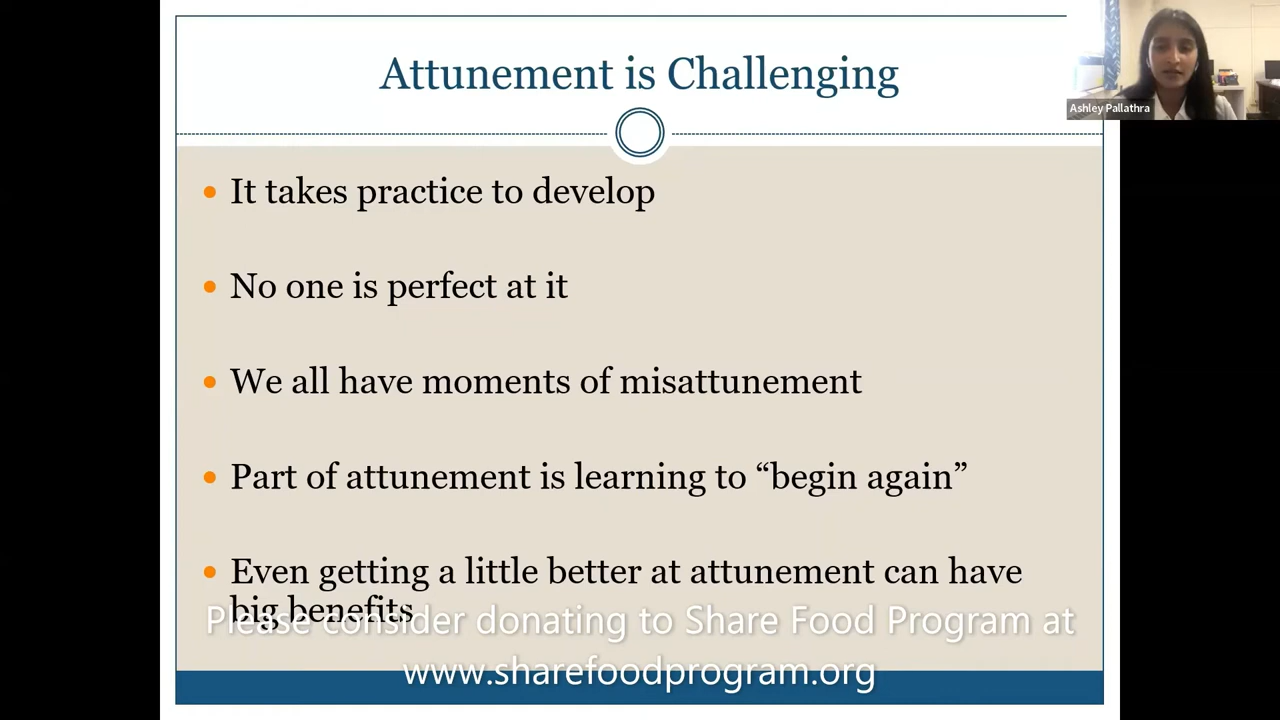 Attunement is Challenging
Ashley Pallathra
• It takes practice to develop
• No one is perfect at it
• We all have moments of misattunement
• Part of attunement is learning to “begin again”
• Even getting a little better at attunement can have
big benefits
Please consider donating to Share Food Program at
www.sharefoodprogram.org